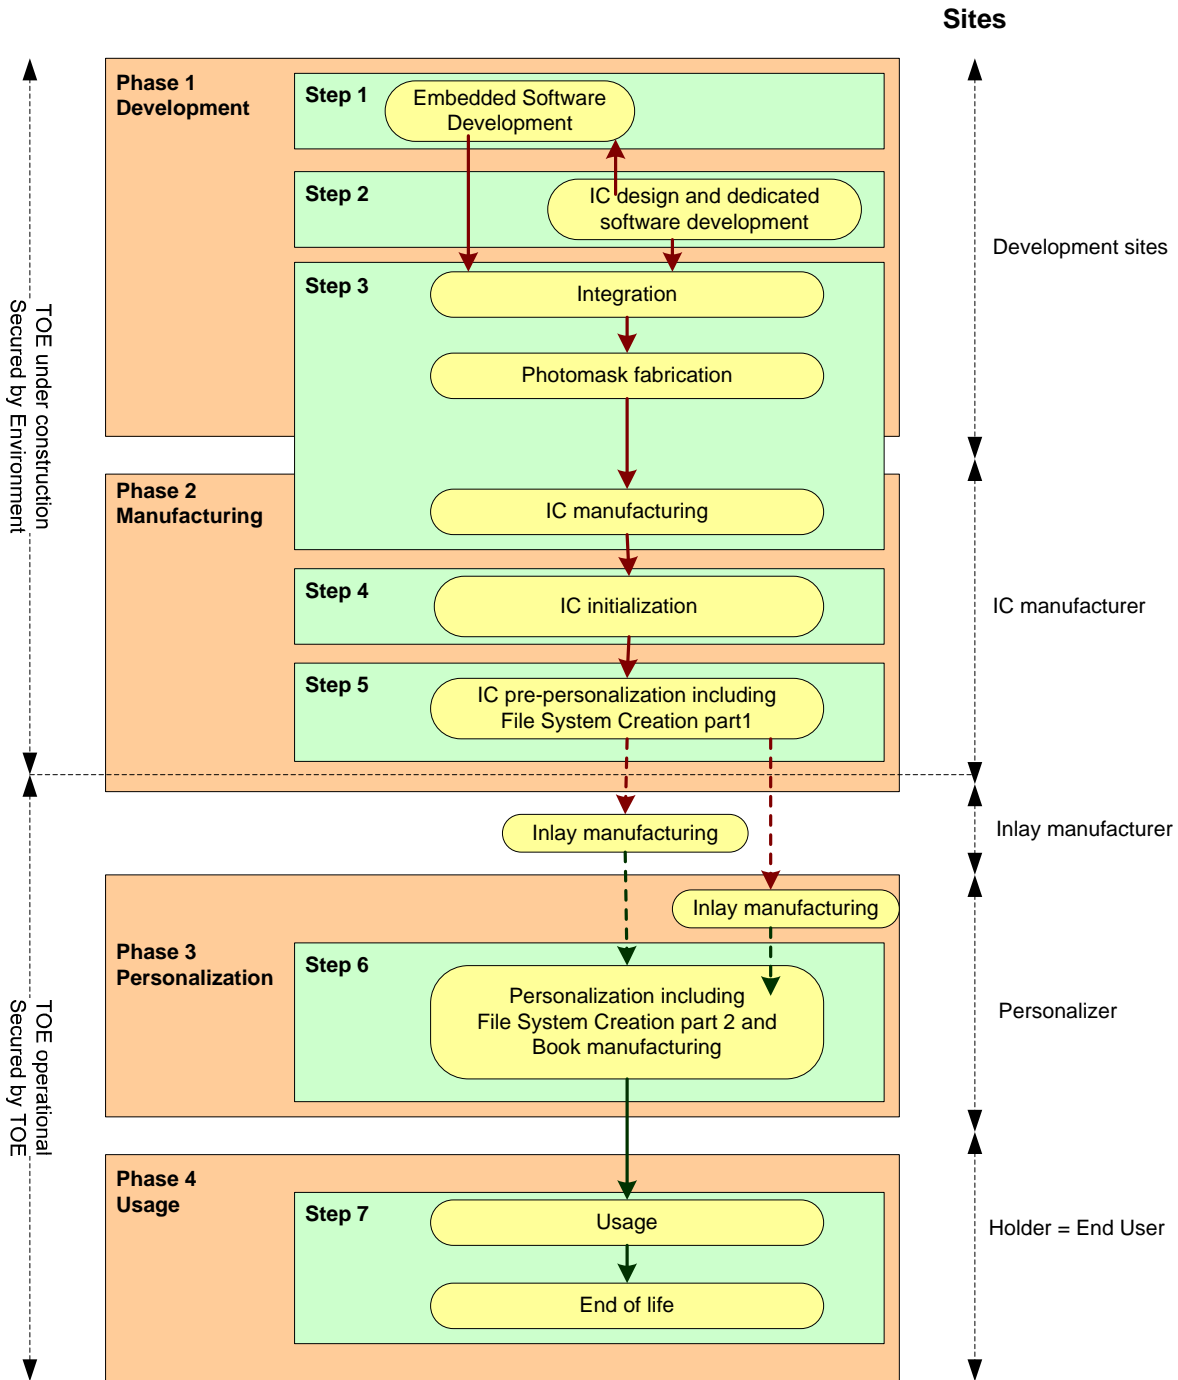 Sites
Phase 1
Development
Step 1
Embedded Software
Development
Step 2
IC design and dedicated
software development
Development sites
Step 3
Integration
Photomask fabrication
TOE under construction
Secured by Environment
Phase 2
Manufacturing
IC manufacturing
Step 4
IC initialization
IC manufacturer
Step 5
IC pre-personalization including
File System Creation part1
Inlay manufacturing
Inlay manufacturer
Inlay manufacturing
Phase 3
Personalization
Step 6
Personalization including
File System Creation part 2 and
Book manufacturing
Personalizer
TOE operational
Secured by TOE
Phase 4
Usage
Step 7
Usage
Holder = End User
End of life